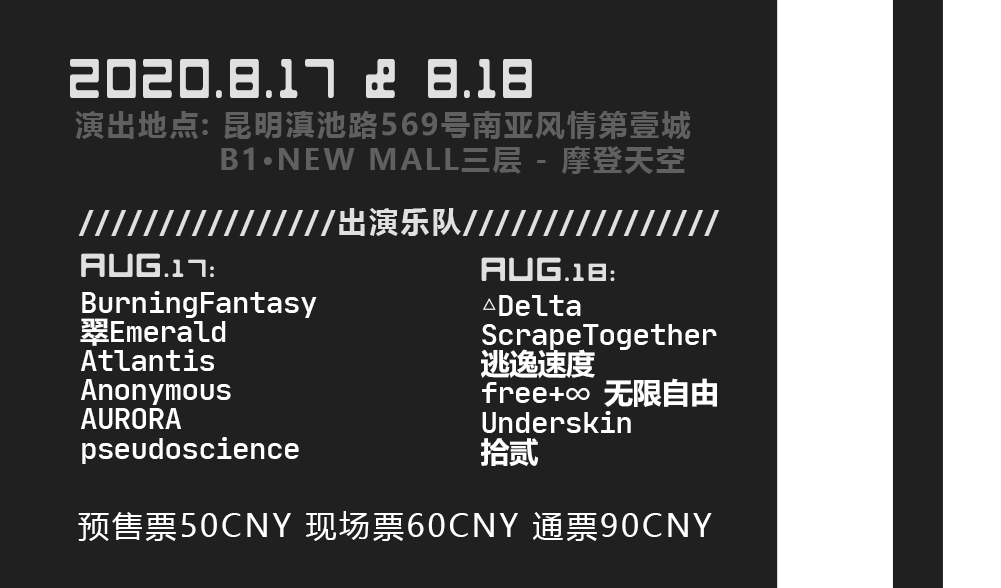 2020.8.17 & 8.18
演出地点: 昆明滇池路569号南亚风情第壹城
B1•NEW MALL三层 - 摩登天空
////////////////出演乐队////////////////
AUG.17:
BurningFantasy
翠Emerald
Atlantis
Anonymous
AURORA
pseudoscience
AUG.18:
△Delta
ScrapeTogether
逃逸速度
free+∞ 无限自由
Underskin
拾贰
预售票50CNY 现场票60CNY 通票90CNY